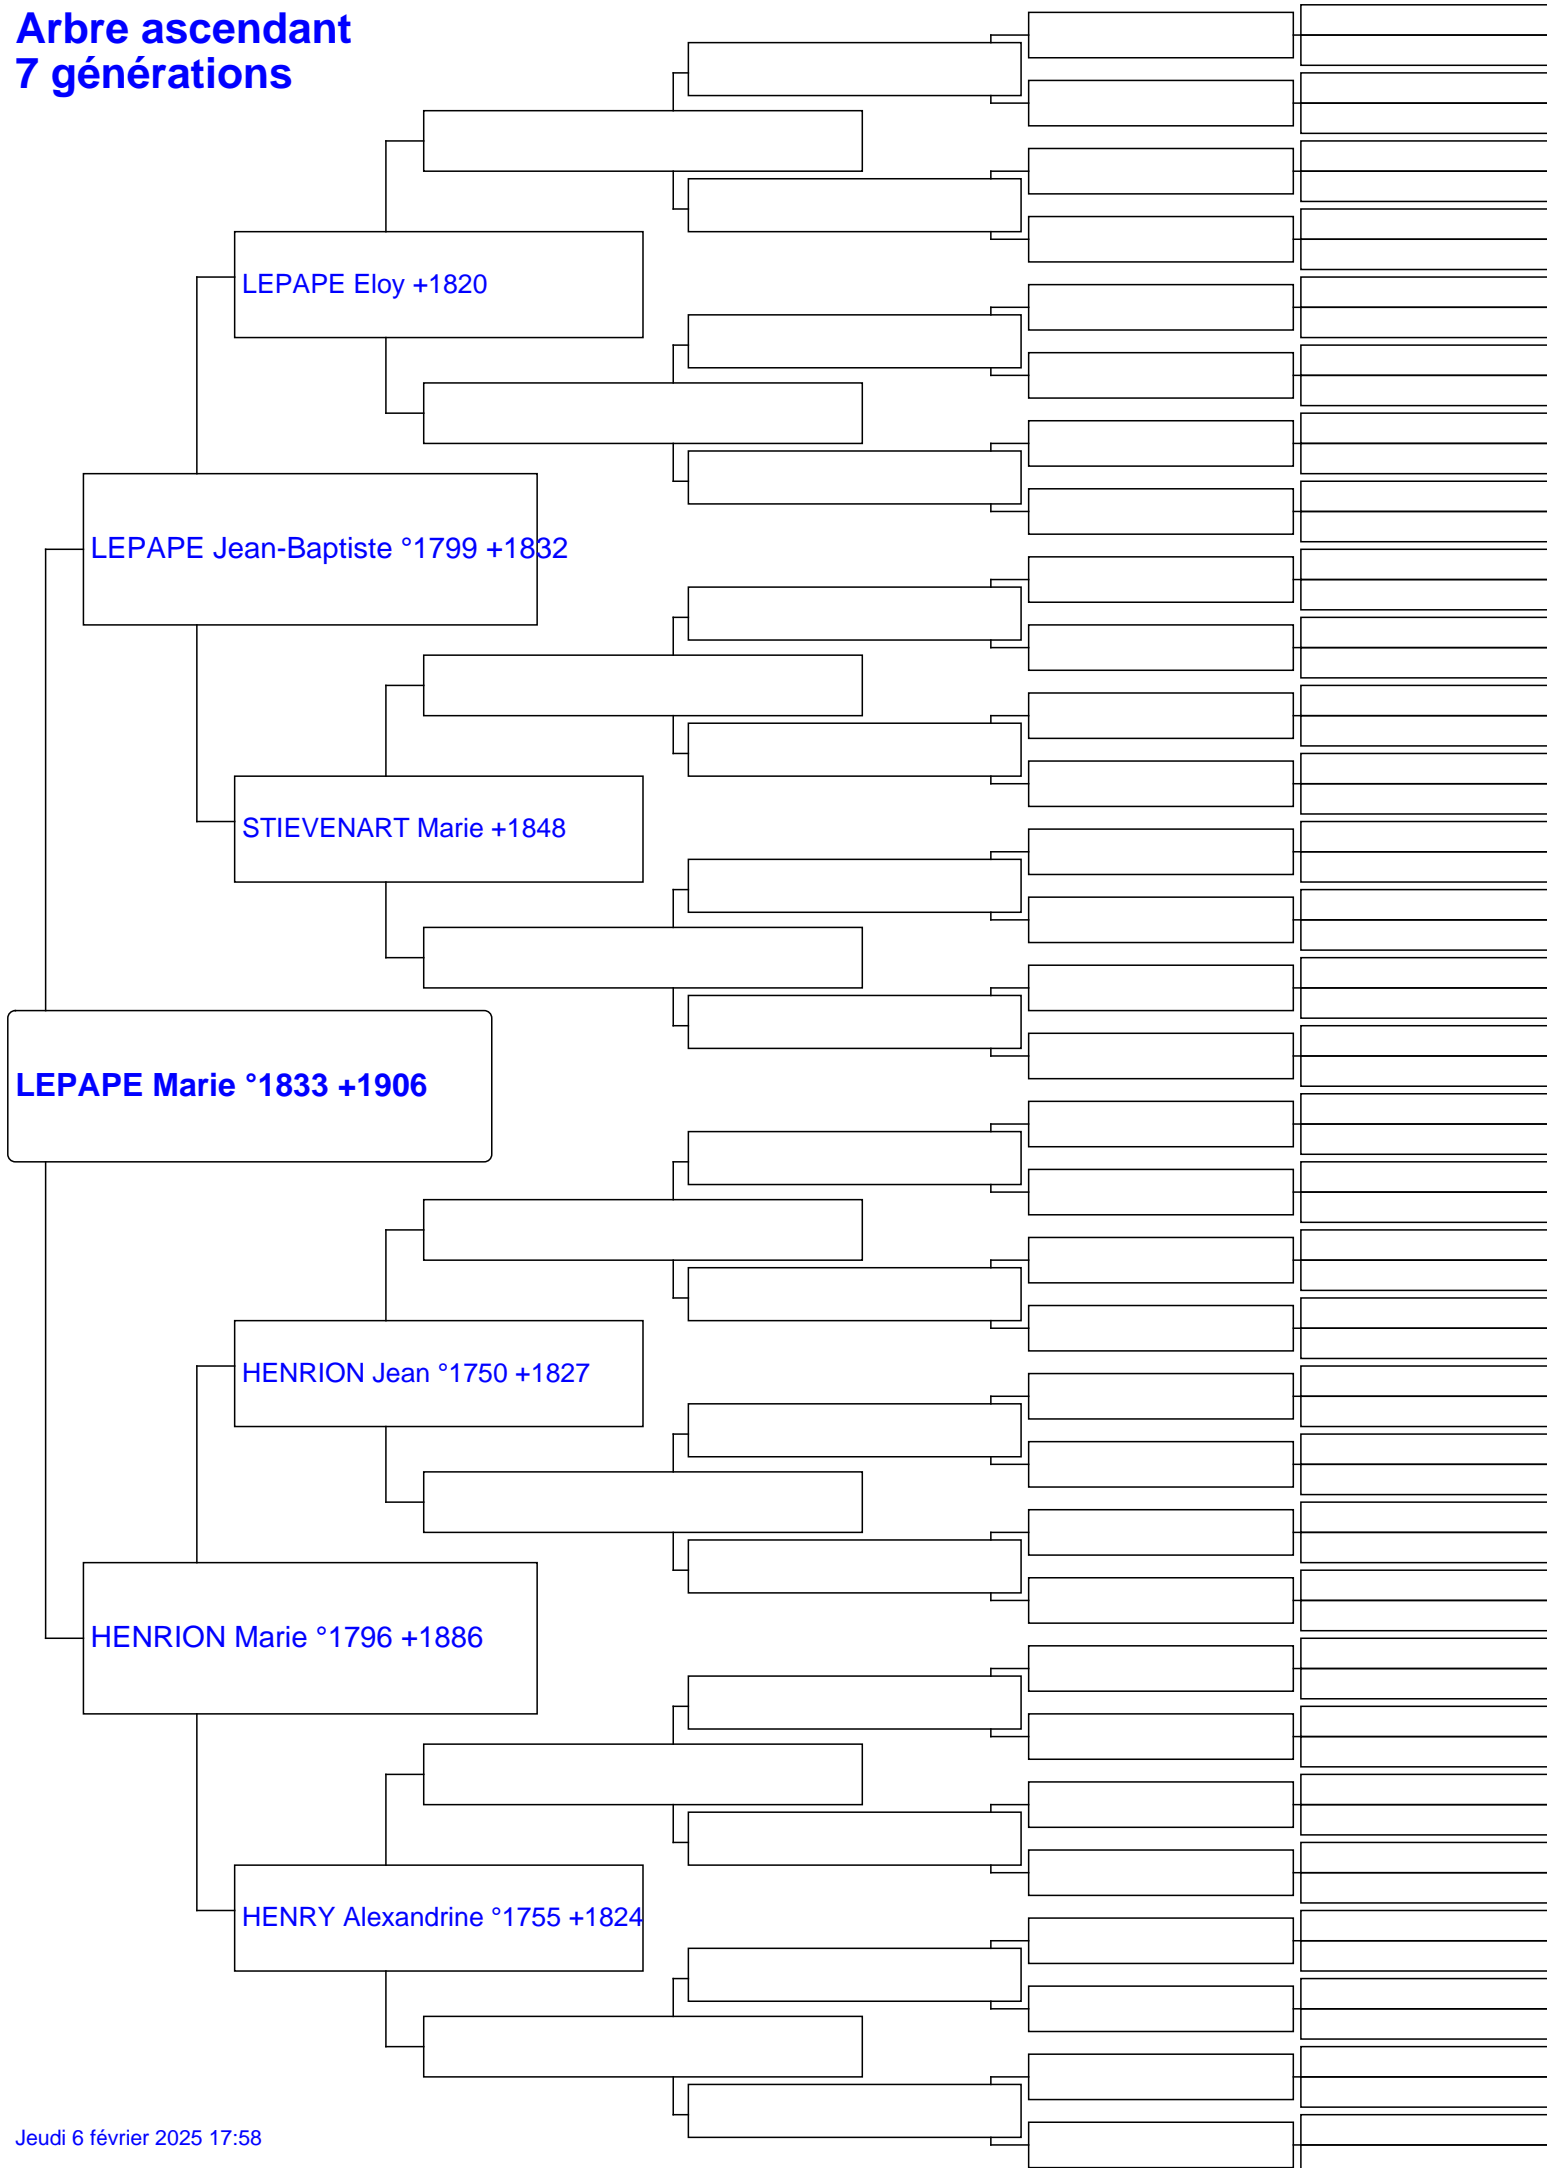 Arbre ascendant
7 générations
LEPAPE Eloy +1820
LEPAPE Jean-Baptiste °1799 +1832
STIEVENART Marie +1848
LEPAPE Marie °1833 +1906
HENRION Jean °1750 +1827
HENRION Marie °1796 +1886
HENRY Alexandrine °1755 +1824
Jeudi 6 février 2025 17:58